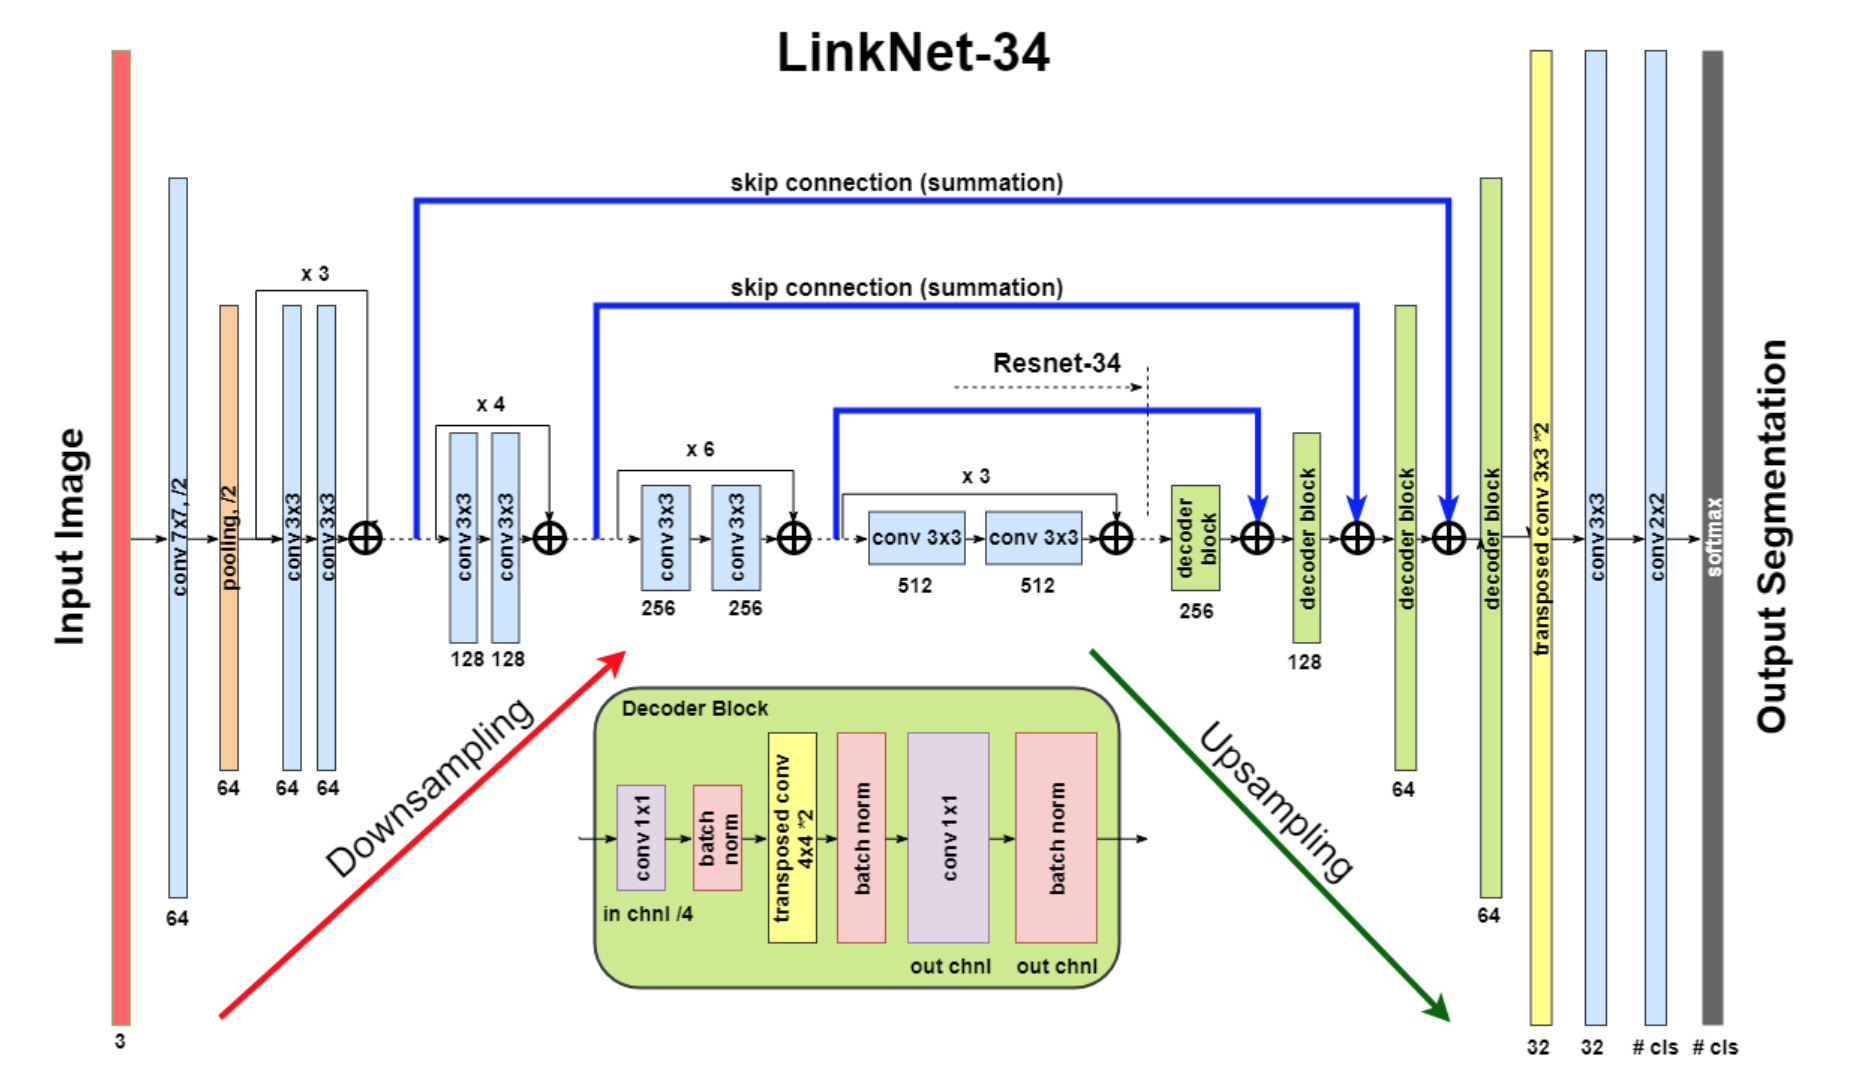 LinkNet-34
skip connection (summation)
skip connection (summation)
Resnet-34
x 3
x 4
x 6
x 3
Input Image
conv 7x7, /2
pooling, /2
conv 3x3
conv 3x3
conv 3x3
conv 3x3
conv 3x3
conv 3x3
conv 3x3
conv 3x3
decoder
block
decoder block
decoder block
decoder block
transposed conv 3x3 *2
conv 3x3
conv 2x2
softmax
Output Segmentation
3
64
64
64
64
128
128
256
256
512
512
256
128
64
64
32
32
# cls
# cls
Downsampling
Upsampling
Decoder Block
conv 1x1
batch
norm
transposed conv
4x4 *2
batch norm
conv 1x1
batch norm
in chnl /4
out chnl
out chnl